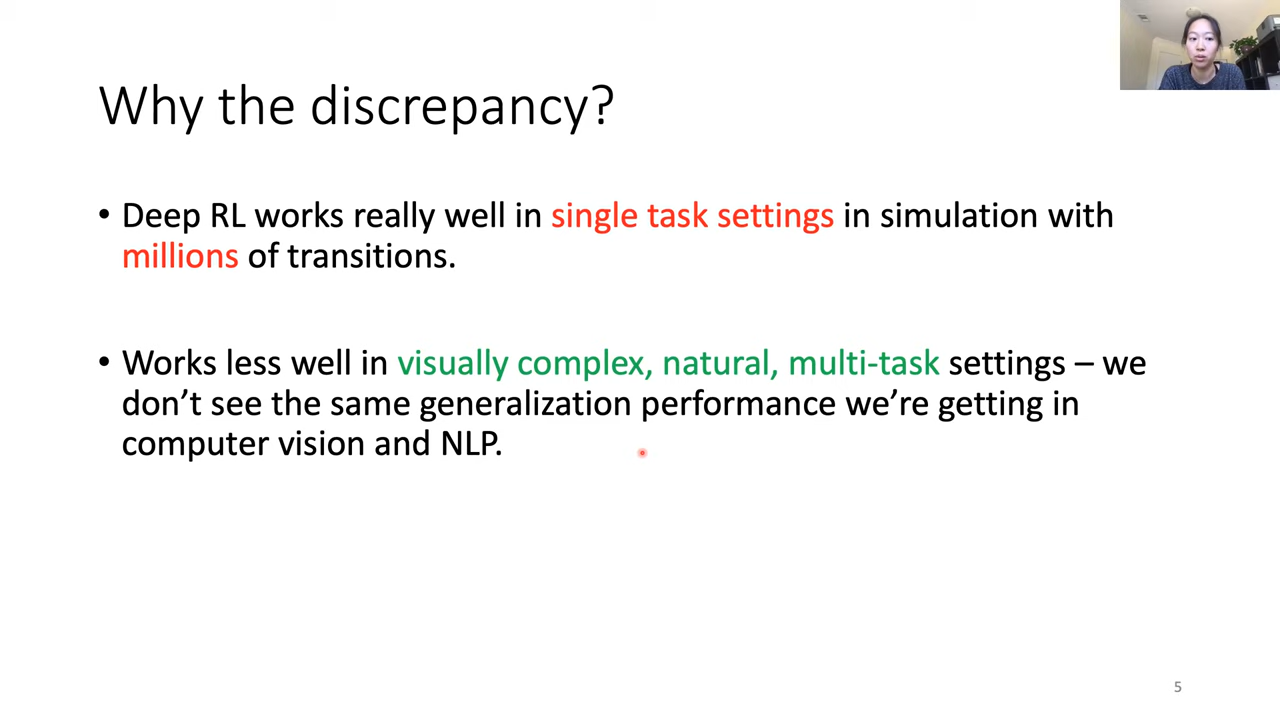 Why the discrepancy?
• Deep RL works really well in single task settings in simulation with
millions of transitions.
• Works less well in visually complex, natural, multi-task settings – we
don’t see the same generalization performance we’re getting in
computer vision and NLP.
5